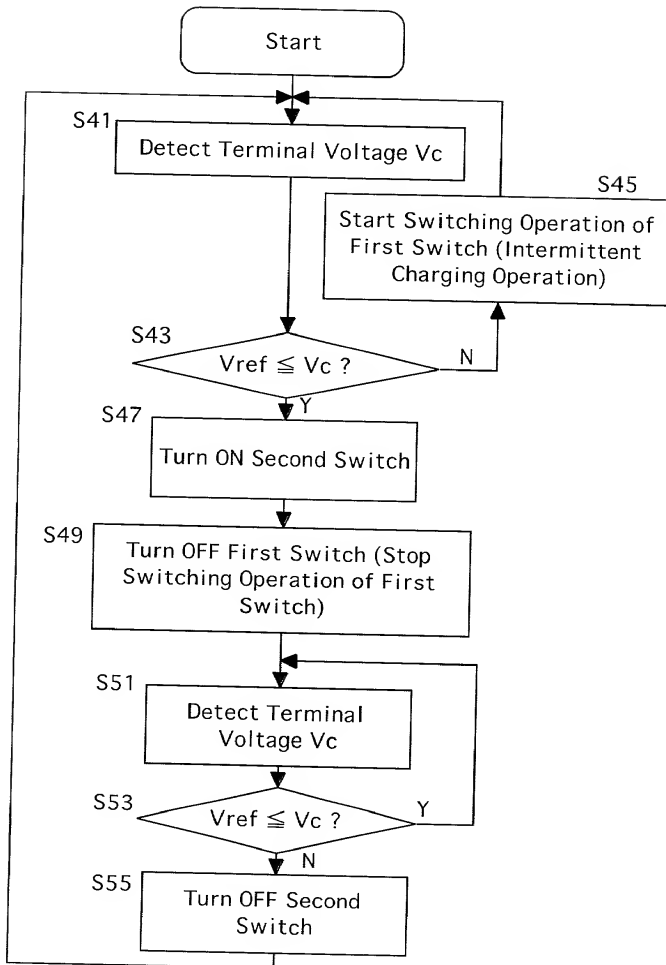 Start
S41
Detect Terminal Voltage Vc
S45
Start Switching Operation of
First Switch (Intermittent
Charging Operation)
S43
Vref ≦ Vc ?
N
Y
S47
Turn ON Second Switch
S49
Turn OFF First Switch (Stop
Switching Operation of First
Switch)
S51
Detect Terminal
Voltage Vc
S53
Vref ≦ Vc ?
Y
N
S55
Turn OFF Second
Switch